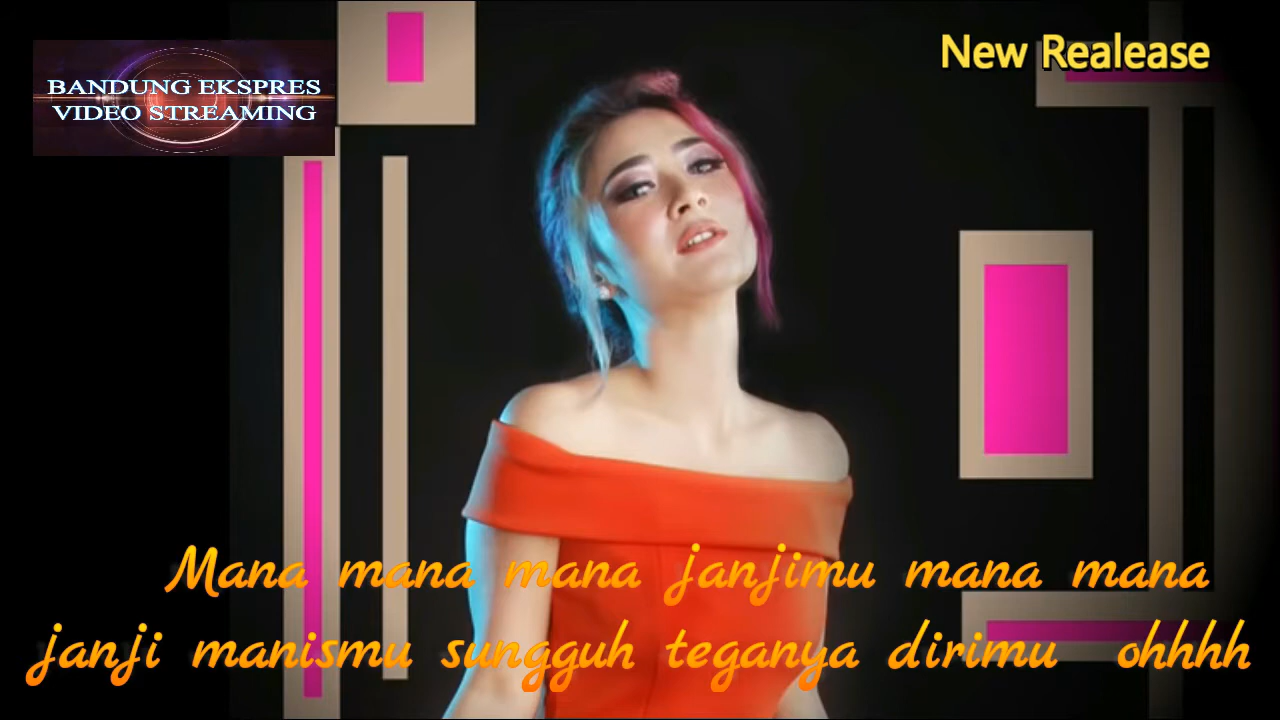 BANDUNG EKSPRES
VIDEO STREAMING
New Realease
Mana mana mana janjimu mana mana
janji manismu sungguh teganya dirimu ohhhh